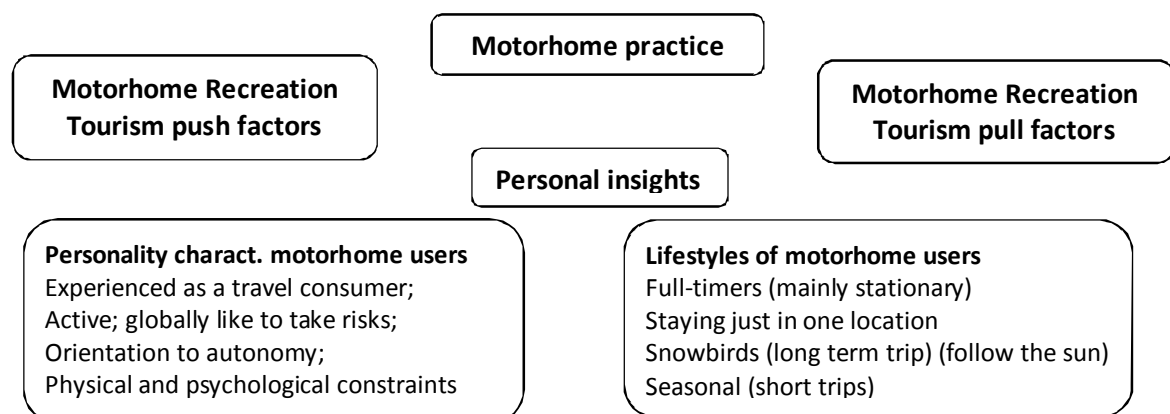 Motorhome practice
Motorhome Recreation
Tourism push factors
Motorhome Recreation
Tourism pull factors
Personal insights
Personality charact. motorhome users
Experienced as a travel consumer;
Active; globally like to take risks;
Orientation to autonomy;
Physical and psychological constraints
Lifestyles of motorhome users
Full-timers (mainly stationary)
Staying just in one location
Snowbirds (long term trip) (follow the sun)
Seasonal (short trips)